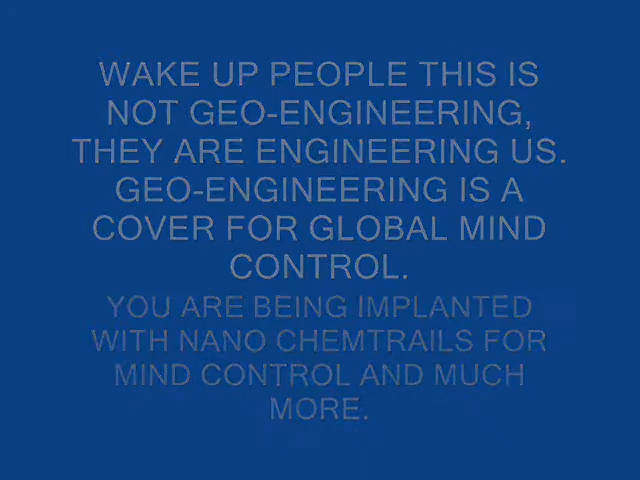 WAKE UP PEOPLE THIS IS
NOT GEO-ENGINEERING,
THEY ARE ENGINEERING US.
GEO-ENGINEERING IS A
COVER FOR GLOBAL MIND
CONTROL.
YOU ARE BEING IMPLANTED
WITH NANO CHEMTRAILS FOR
MIND CONTROL AND MUCH
MORE.